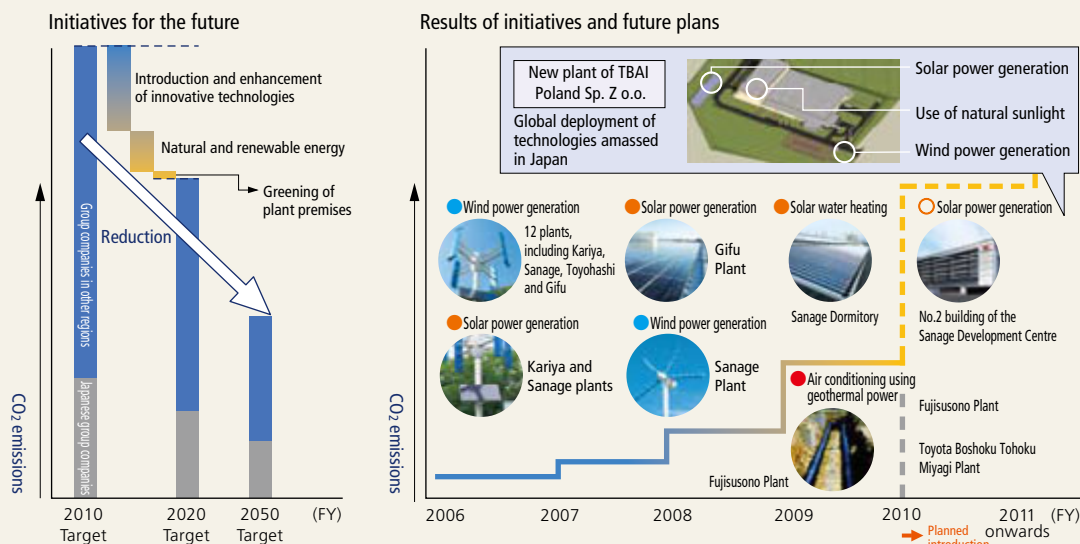 Initiatives for the future
Introduction and enhancement
of innovative technologies
Natural and renewable energy
Greening of
plant premises
Reduction
Group companies in other regions
Japanese group companies
CO₂ emissions
2010
Target
2020
Target
2050
Target
(FY)
Results of initiatives and future plans
New plant of TBAI
Poland Sp. Z o.o.
Global deployment of
technologies amassed
in Japan
Solar power generation
Use of natural sunlight
Wind power generation
Wind power generation
12 plants,
including Kariya,
Sanage, Toyohashi
and Gifu
Solar power generation
Gifu
Plant
Solar water heating
Sanage Dormitory
Solar power generation
No.2 building of the
Sanage Development Centre
Solar power generation
Kariya and
Sanage plants
Wind power generation
Sanage
Plant
Air conditioning using
geothermal power
Fujisusono Plant
Fujisusono Plant
Toyota Boshoku Tohoku
Miyagi Plant
CO₂ emissions
2006
2007
2008
2009
2010
2011
(FY)
onwards
Planned
introduction